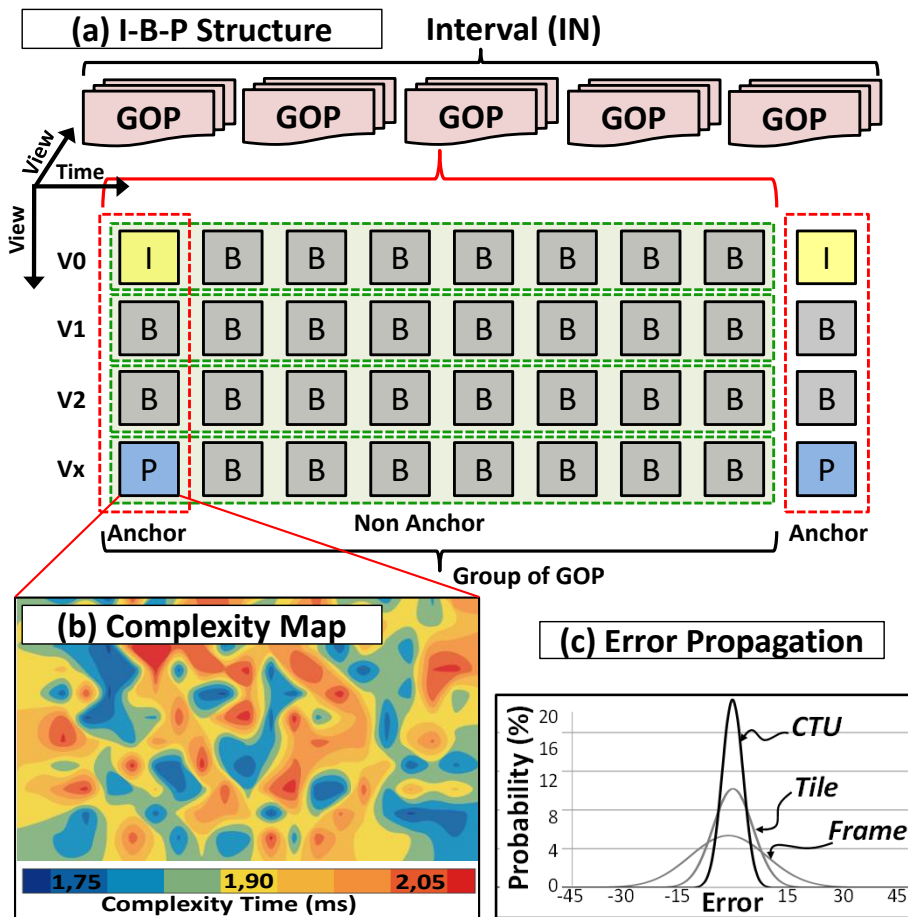 (a) I-B-P Structure
Interval (IN)
GOP GOP GOP GOP GOP
View
Time
View
V0 I B B B B B B B I
V1 B B B B B B B B B
V2 B B B B B B B B B
Vx P B B B B B B B P
Anchor Non Anchor Anchor
Group of GOP
(b) Complexity Map
1,75 1,90 2,05
Complexity Time (ms)
(c) Error Propagation
Probability (%)
20
16
12
8
4
0
CTU
Tile
Frame
-45 -30 -15 15 30 45
Error